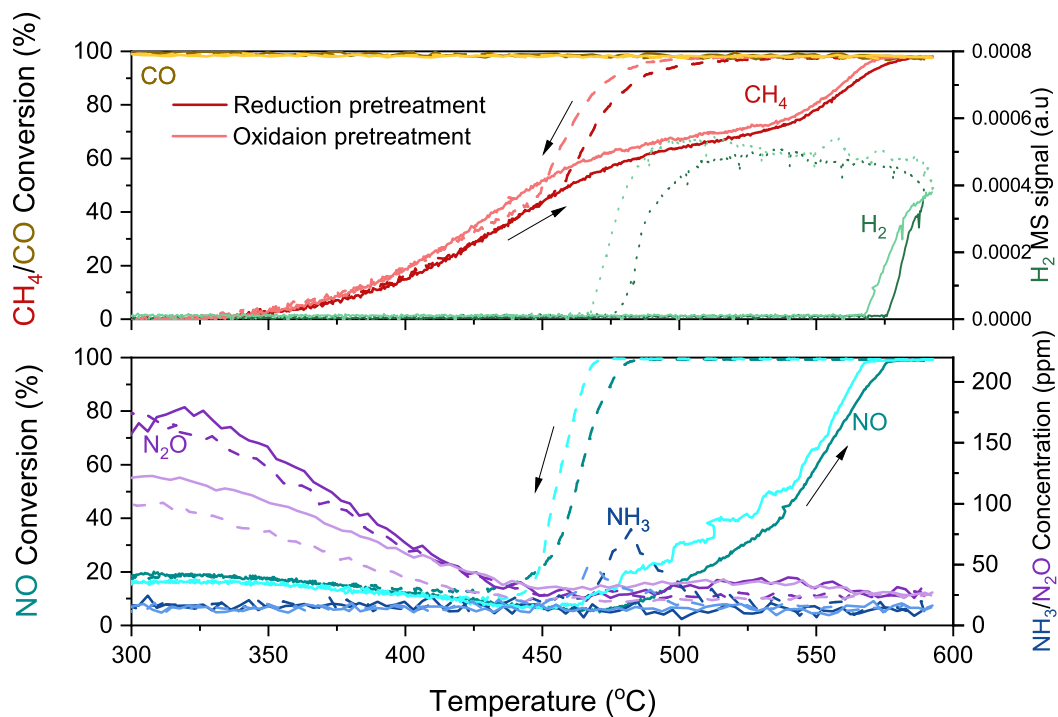 CH₄/CO Conversion (%)
100
80
60
40
20
0
CO
Reduction pretreatment
Oxidaion pretreatment
CH₄
H₂
0.0008
0.0006
0.0004
0.0002
0.0000
H₂ MS signal (a.u)
NO Conversion (%)
100
80
60
40
20
0
N₂O
NH₃
NO
200
150
100
50
0
NH₃/N₂O Concentration (ppm)
300
350
400
450
500
550
600
Temperature (ᵒC)